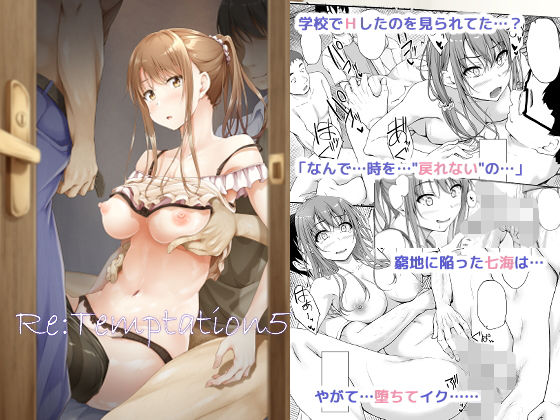 学校でHしたのを見られてた…？
「なんで…時を…"戻れない"の…」
窮地に陥った七海は…
やがて…堕ちてイク……
Re:Temptation5